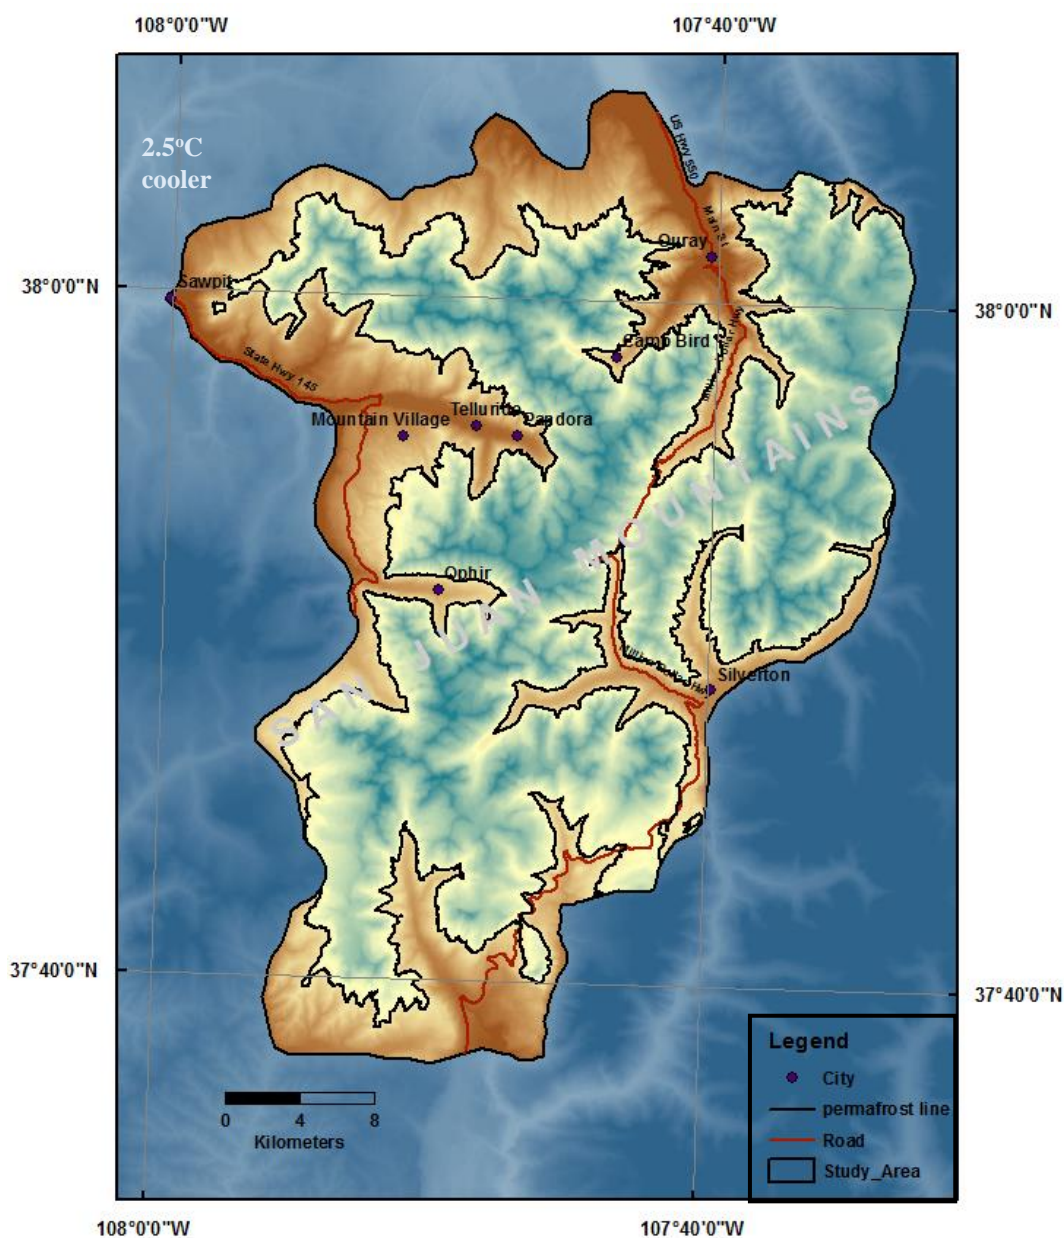 108°0'0"W
107°40'0"W
2.5°C
cooler
US HWY 550
Main St
Ouray
38°0'0"N
Sawpit
38°0'0"N
Camp Bird
State Hwy 145
Telluride
Mountain Village
Pandora
Ophir
SAN JUAN MOUNTAINS
Silverton
37°40'0"N
37°40'0"N
Legend
City
permafrost line
Road
Study_Area
0 4 8
Kilometers
108°0'0"W
107°40'0"W